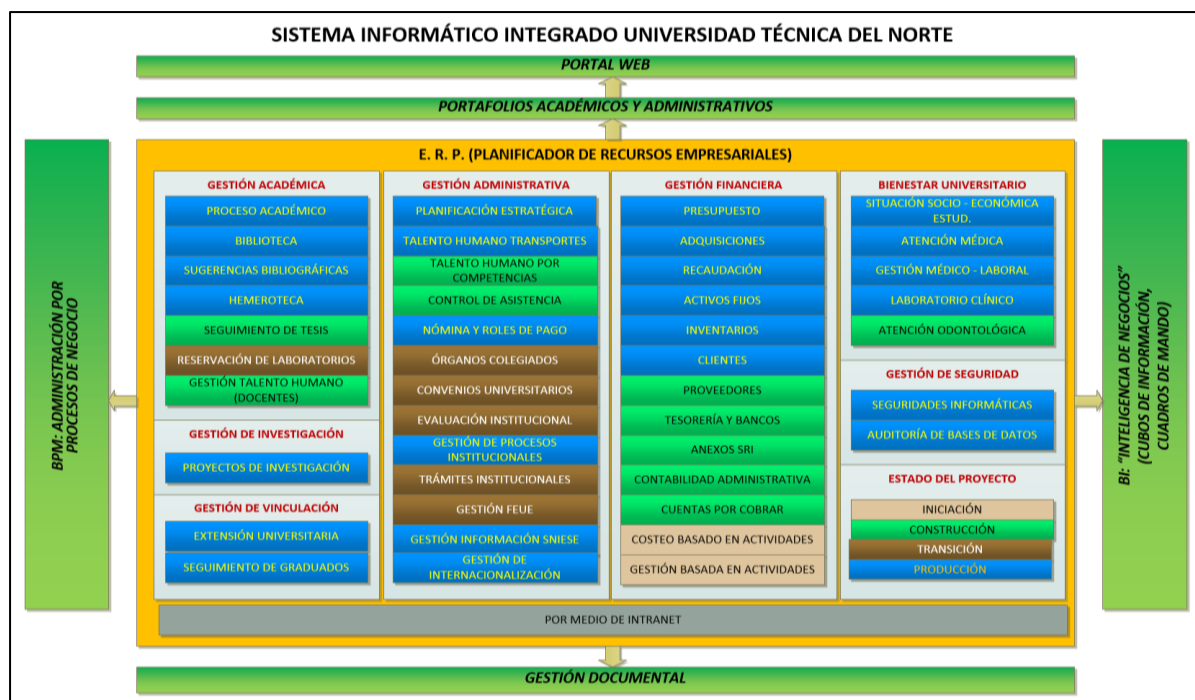 SISTEMA INFORMÁTICO INTEGRADO UNIVERSIDAD TÉCNICA DEL NORTE
PORTAL WEB
PORTAFOLIOS ACADÉMICOS Y ADMINISTRATIVOS
BPM: ADMINISTRACIÓN POR
PROCESOS DE NEGOCIO
E. R. P. (PLANIFICADOR DE RECURSOS EMPRESARIALES)
GESTIÓN ACADÉMICA
PROCESO ACADÉMICO
BIBLIOTECA
SUGERENCIAS BIBLIOGRÁFICAS
HEMEROTECA
SEGUIMIENTO DE TESIS
RESERVACIÓN DE LABORATORIOS
GESTIÓN TALENTO HUMANO
(DOCENTES)
GESTIÓN DE INVESTIGACIÓN
PROYECTOS DE INVESTIGACIÓN
GESTIÓN DE VINCULACIÓN
EXTENSIÓN UNIVERSITARIA
SEGUIMIENTO DE GRADUADOS
GESTIÓN ADMINISTRATIVA
PLANIFICACIÓN ESTRATÉGICA
TALENTO HUMANO TRANSPORTES
TALENTO HUMANO POR
COMPETENCIAS
CONTROL DE ASISTENCIA
NÓMINA Y ROLES DE PAGO
ÓRGANOS COLEGIADOS
CONVENIOS UNIVERSITARIOS
EVALUACIÓN INSTITUCIONAL
GESTIÓN DE PROCESOS
INSTITUCIONALES
TRÁMITES INSTITUCIONALES
GESTIÓN FEUE
GESTIÓN INFORMACIÓN SNIESE
GESTIÓN DE
INTERNACIONALIZACIÓN
GESTIÓN FINANCIERA
PRESUPUESTO
ADQUISICIONES
RECAUDACIÓN
ACTIVOS FIJOS
INVENTARIOS
CLIENTES
PROVEEDORES
TESORERÍA Y BANCOS
ANEXOS SRI
CONTABILIDAD ADMINISTRATIVA
CUENTAS POR COBRAR
COSTEO BASADO EN ACTIVIDADES
GESTIÓN BASADA EN ACTIVIDADES
BIENESTAR UNIVERSITARIO
SITUACIÓN SOCIO - ECONÓMICA
ESTUD.
ATENCIÓN MÉDICA
GESTIÓN MÉDICO - LABORAL
LABORATORIO CLÍNICO
ATENCIÓN ODONTOLÓGICA
GESTIÓN DE SEGURIDAD
SEGURIDADES INFORMÁTICAS
AUDITORÍA DE BASES DE DATOS
ESTADO DEL PROYECTO
INICIACIÓN
CONSTRUCCIÓN
TRANSICIÓN
PRODUCCIÓN
POR MEDIO DE INTRANET
BI: “INTELIGENCIA DE NEGOCIOS”
(CUBOS DE INFORMACIÓN,
CUADROS DE MANDO)
GESTIÓN DOCUMENTAL